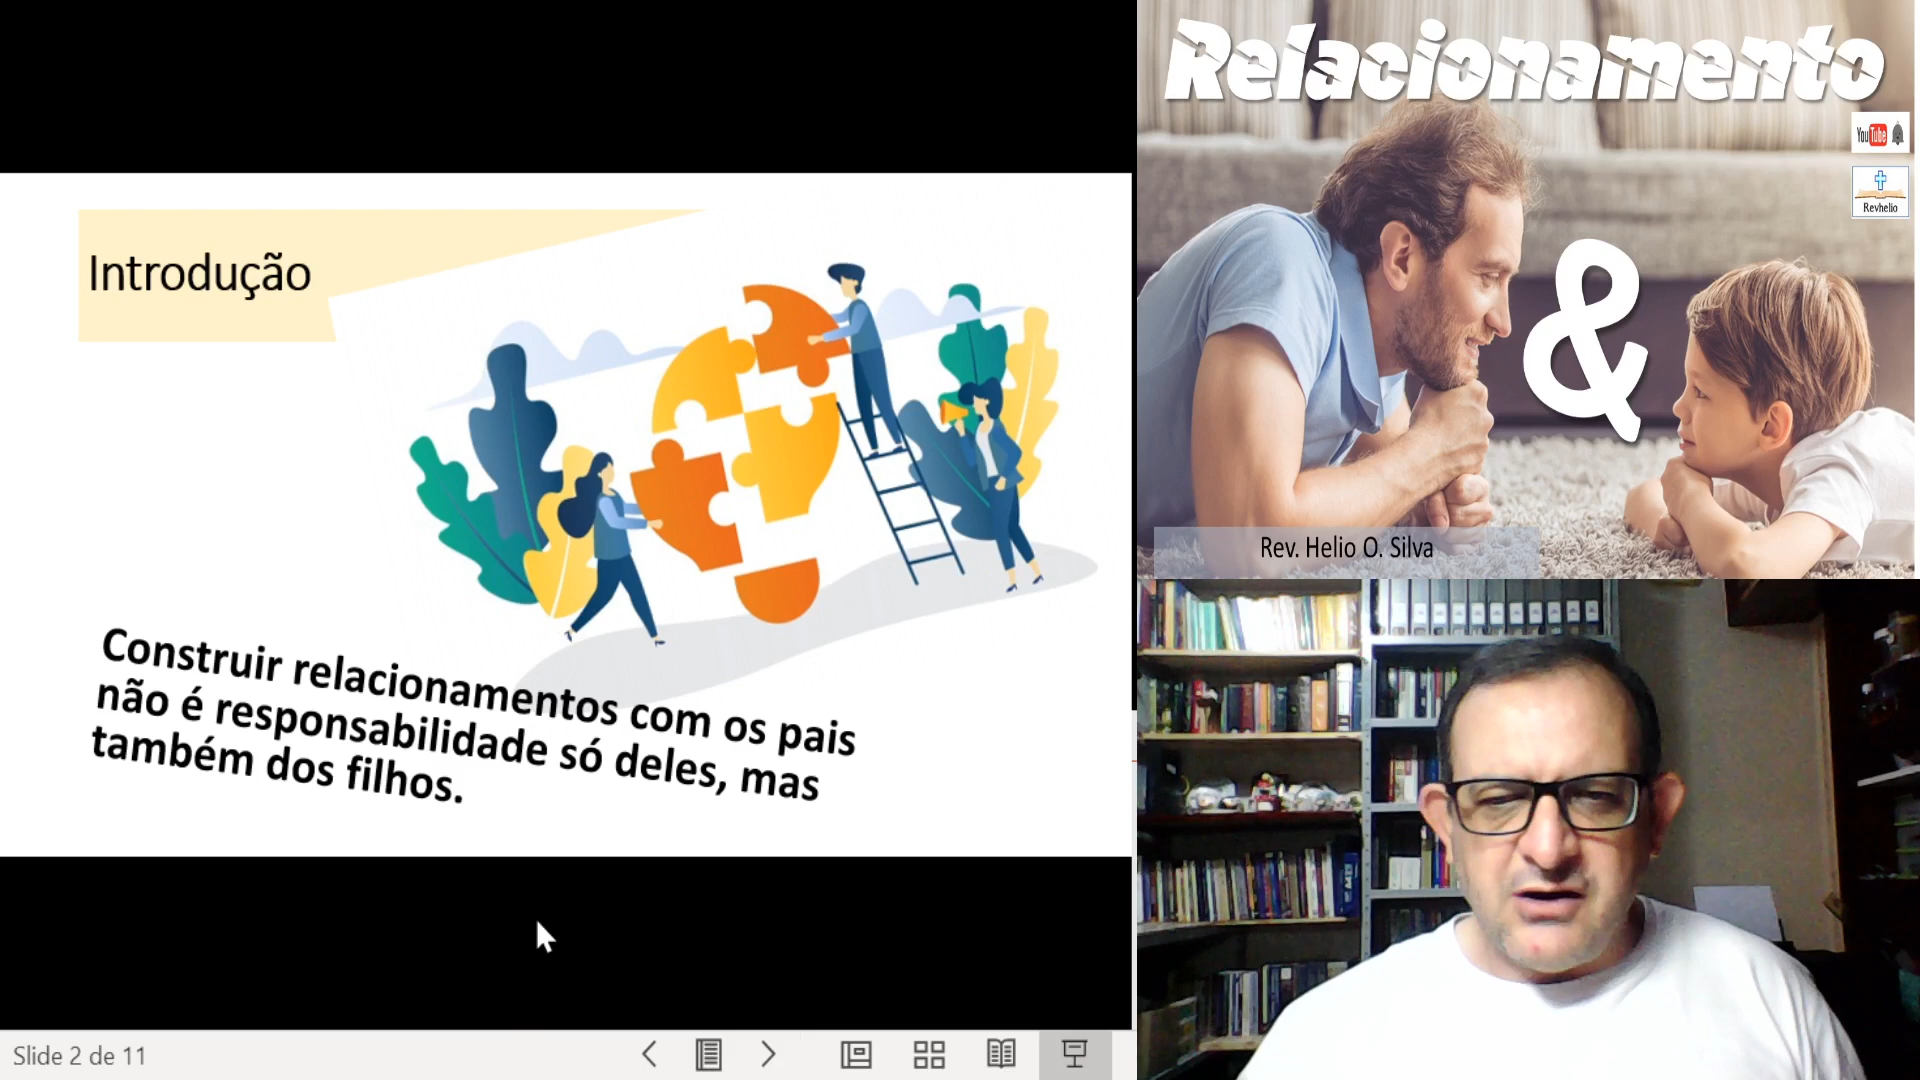 Introdução
Construir relacionamentos com os pais
não é responsabilidade só deles, mas
também dos filhos.
Slide 2 de 11
Relacionamento
&
YouTube
Revhelio
Rev. Helio O. Silva